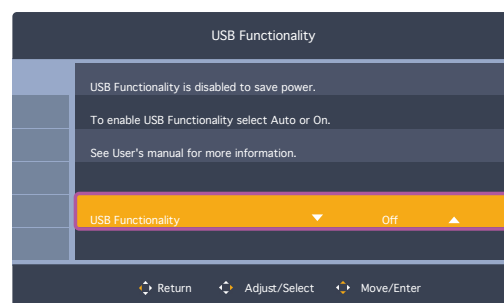 USB Functionality
USB Functionality is disabled to save power.
To enable USB Functionality select Auto or On.
See User's manual for more information.
USB Functionality Off
Return Adjust/Select Move/Enter